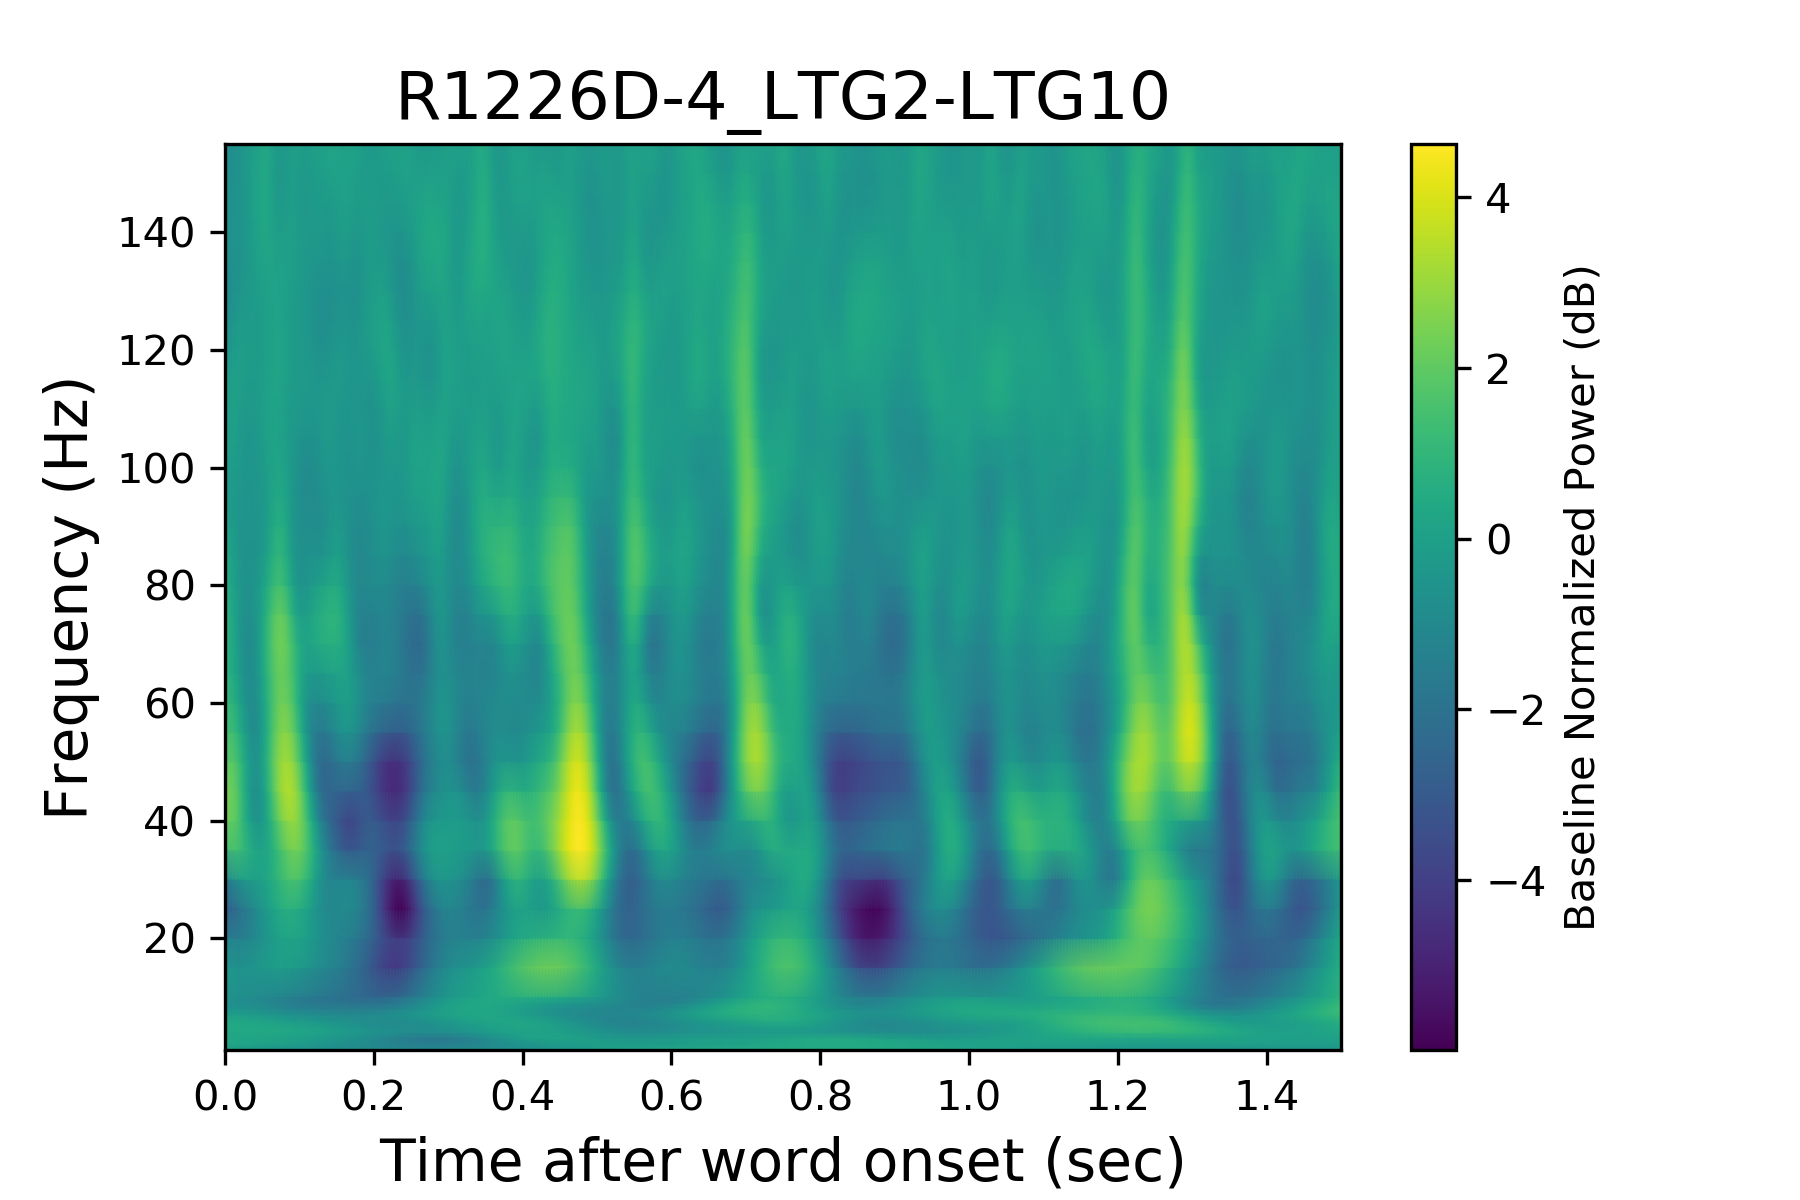 R1226D-4_LTG2-LTG10
Frequency (Hz)
140
120
100
80
60
40
20
0.0 0.2 0.4 0.6 0.8 1.0 1.2 1.4
Time after word onset (sec)
4
2
0
−2
−4
Baseline Normalized Power (dB)